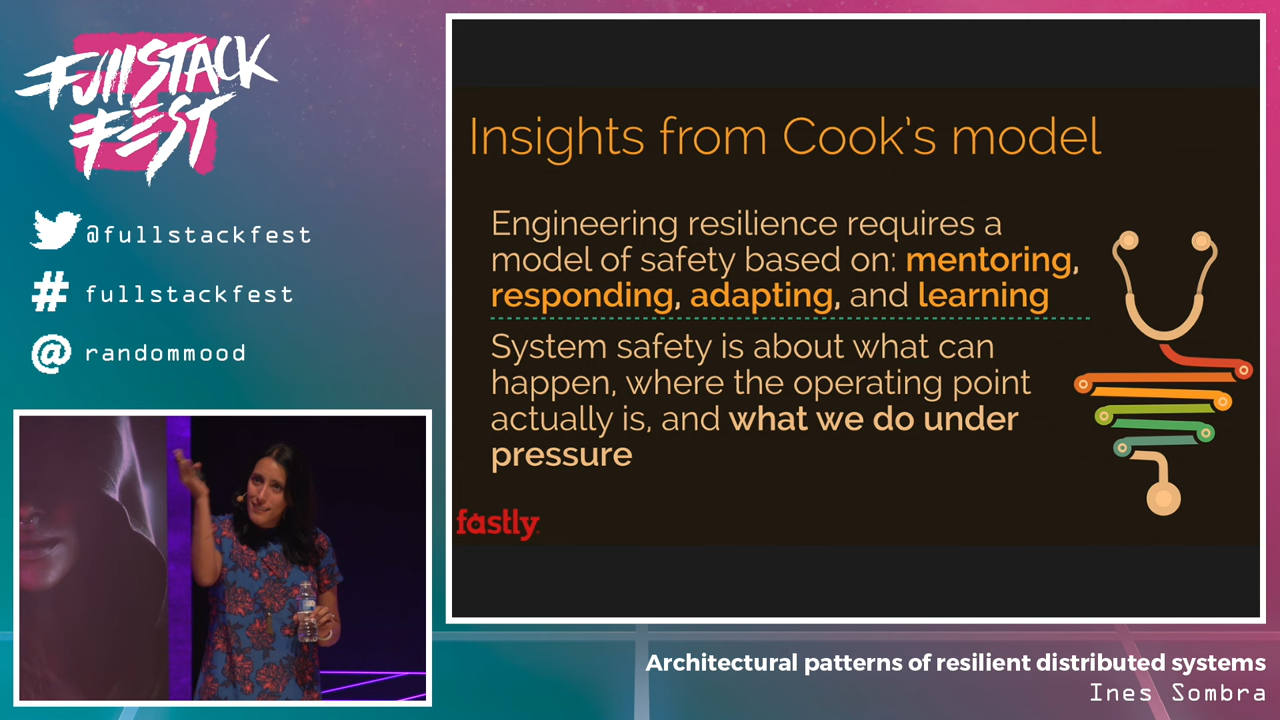 FullSTACK
FEST
@fullstackfest
# fullstackfest
@ randommood
Insights from Cook's model
Engineering resilience requires a
model of safety based on: mentoring,
responding, adapting, and learning
System safety is about what can
happen, where the operating point
actually is, and what we do under
pressure
fastly
Architectural patterns of resilient distributed systems
Ines Sombra